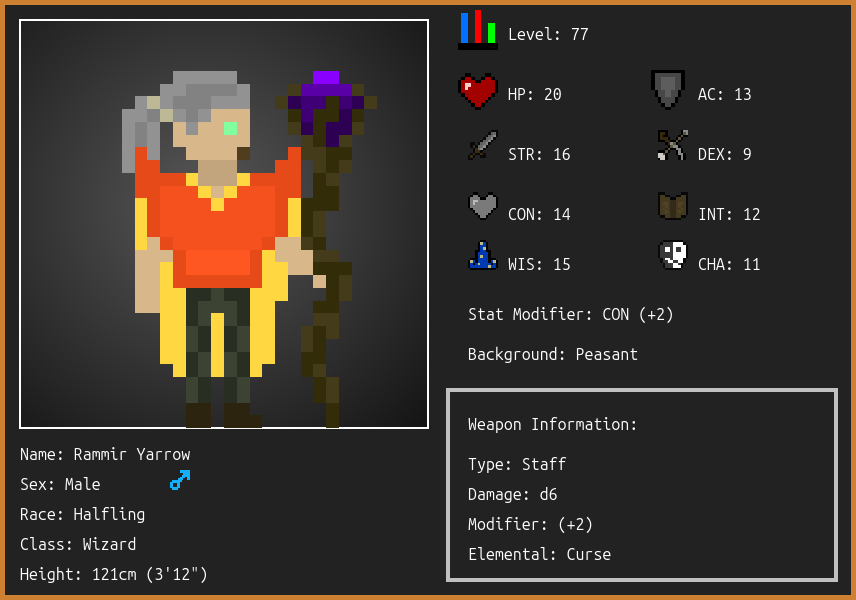 Level: 77
HP: 20
AC: 13
STR: 16
DEX: 9
CON: 14
INT: 12
WIS: 15
CHA: 11
Stat Modifier: CON (+2)
Background: Peasant
Weapon Information:
Type: Staff
Damage: d6
Modifier: (+2)
Elemental: Curse
Name: Rammir Yarrow
Sex: Male
Race: Halfling
Class: Wizard
Height: 121cm (3'12")